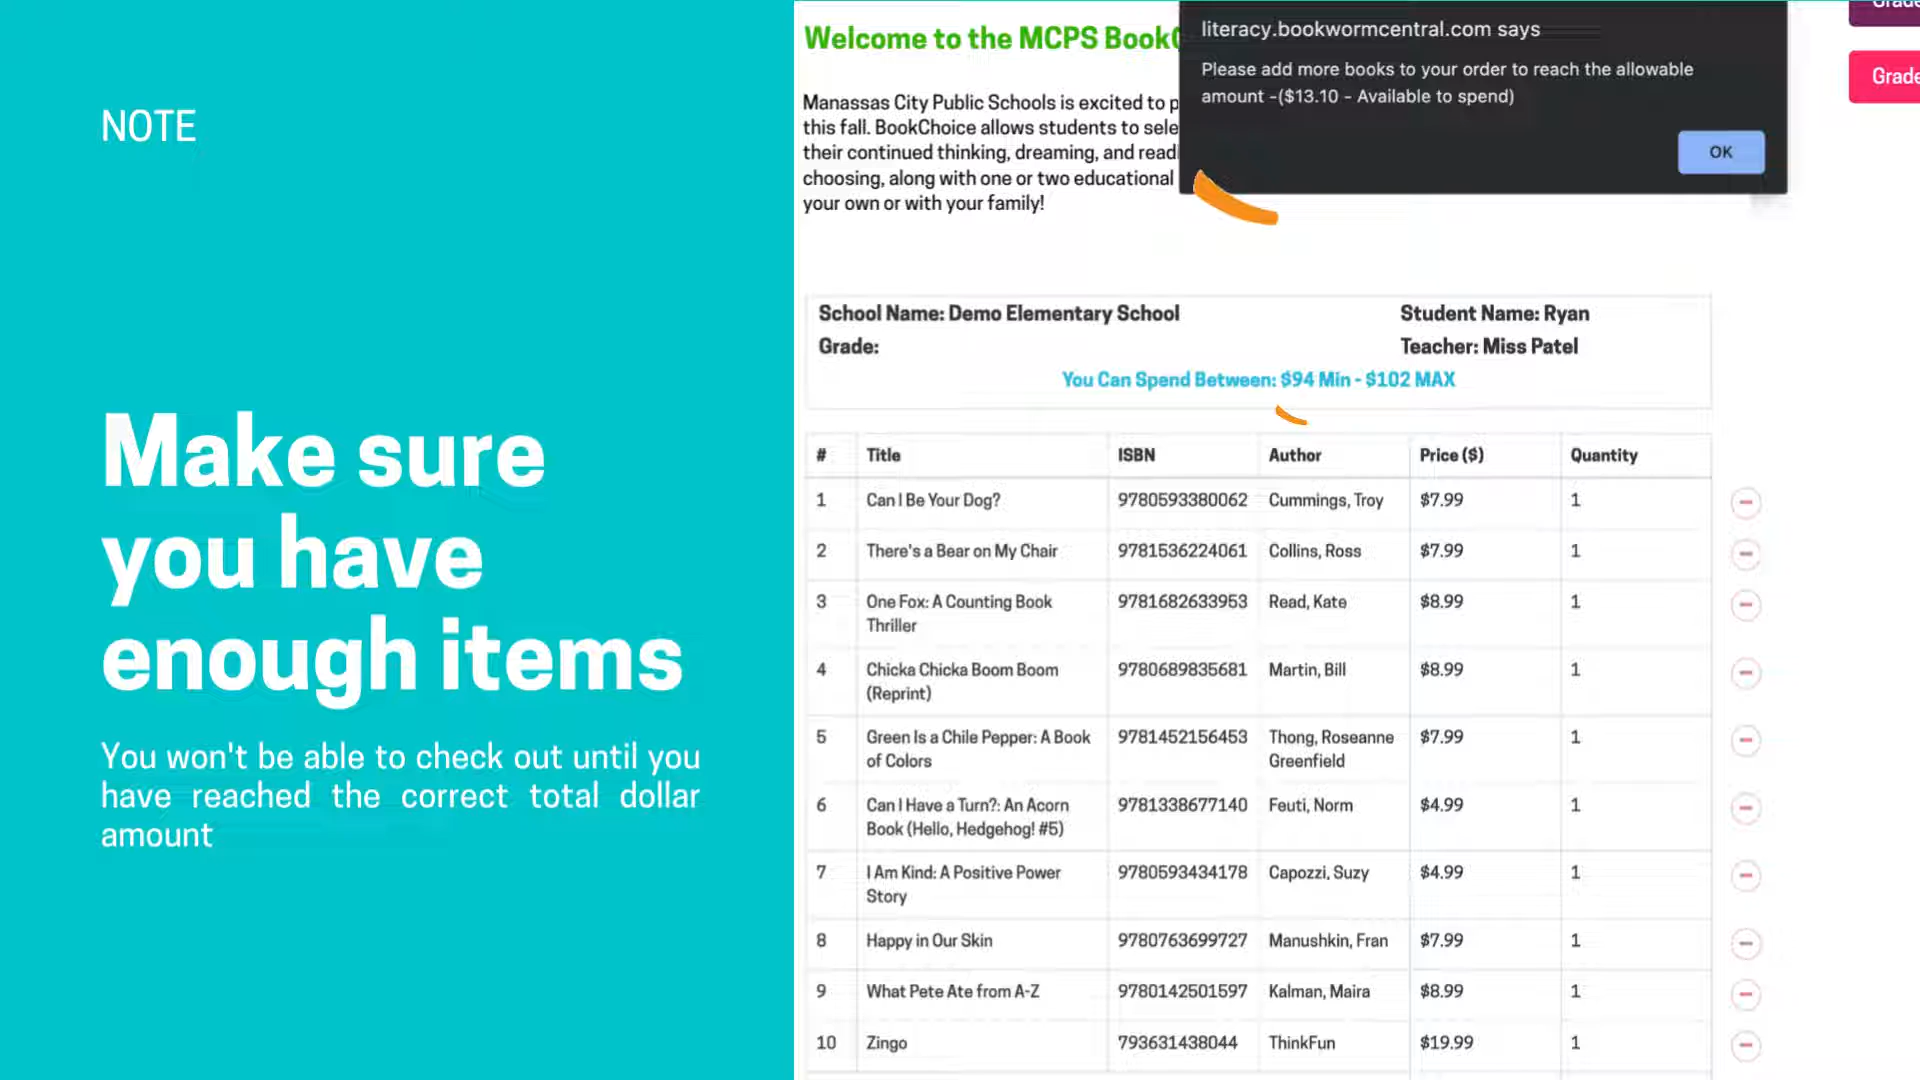 NOTE
Make sure
you have
enough items
You won't be able to check out until you
have reached the correct total dollar
amount
Welcome to the MCPS Book
Manassas City Public Schools is excited to p
this fall. BookChoice allows students to sele
their continued thinking, dreaming, and read
choosing, along with one or two educational
your own or with your family!
literacy.bookwormcentral.com says
Please add more books to your order to reach the allowable
amount -($13.10 - Available to spend)
OK
Grade
School Name: Demo Elementary School Student Name: Ryan
Grade: Teacher: Miss Patel
You Can Spend Between: $94 Min - $102 MAX
# Title ISBN Author Price ($) Quantity
1 Can I Be Your Dog? 9780593380062 Cummings, Troy $7.99 1
2 There's a Bear on My Chair 9781536224061 Collins, Ross $7.99 1
3 One Fox: A Counting Book 9781682633953 Read, Kate $8.99 1
Thriller
4 Chicka Chicka Boom Boom 9780689835681 Martin, Bill $8.99 1
(Reprint)
5 Green Is a Chile Pepper: A Book 9781452156453 Thong, Roseanne $7.99 1
of Colors Greenfield
6 Can I Have a Turn?: An Acorn 9781338677140 Feuti, Norm $4.99 1
Book (Hello, Hedgehog! #5)
7 I Am Kind: A Positive Power 9780593434178 Capozzi, Suzy $4.99 1
Story
8 Happy in Our Skin 9780763699727 Manushkin, Fran $7.99 1
9 What Pete Ate from A-Z 9780142501597 Kalman, Maira $8.99 1
10 Zingo 793631438044 ThinkFun $19.99 1